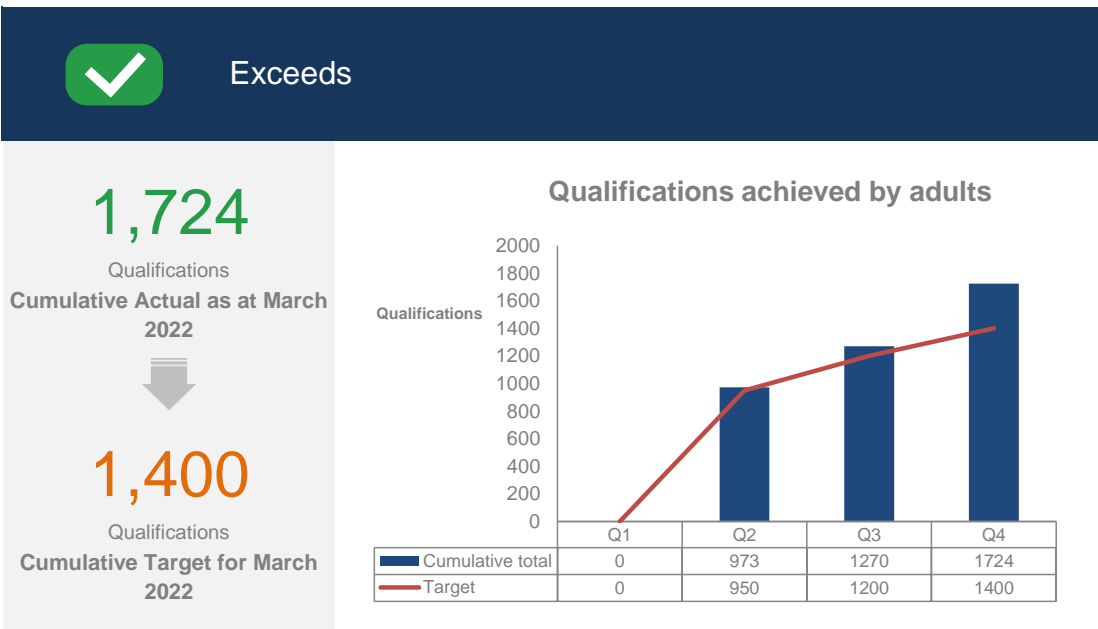 Exceeds
1,724
Qualifications
Cumulative Actual as at March
2022
1,400
Qualifications
Cumulative Target for March
2022
Qualifications achieved by adults
Qualifications
2000
1800
1600
1400
1200
1000
800
600
400
200
0
Q1 Q2 Q3 Q4
Cumulative total 0 973 1270 1724
Target 0 950 1200 1400